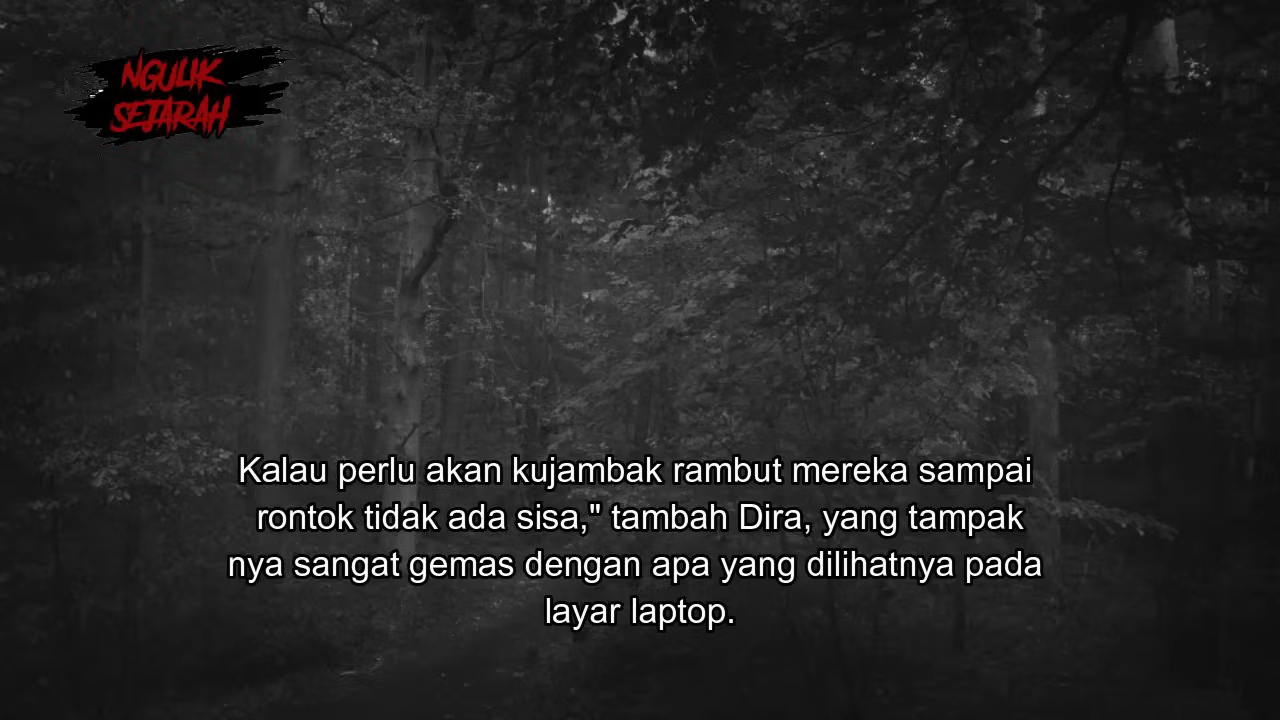 NGULIK
SEJARAH
Kalau perlu akan kujambak rambut mereka sampai
rontok tidak ada sisa," tambah Dira, yang tampak
nya sangat gemas dengan apa yang dilihatnya pada
layar laptop.